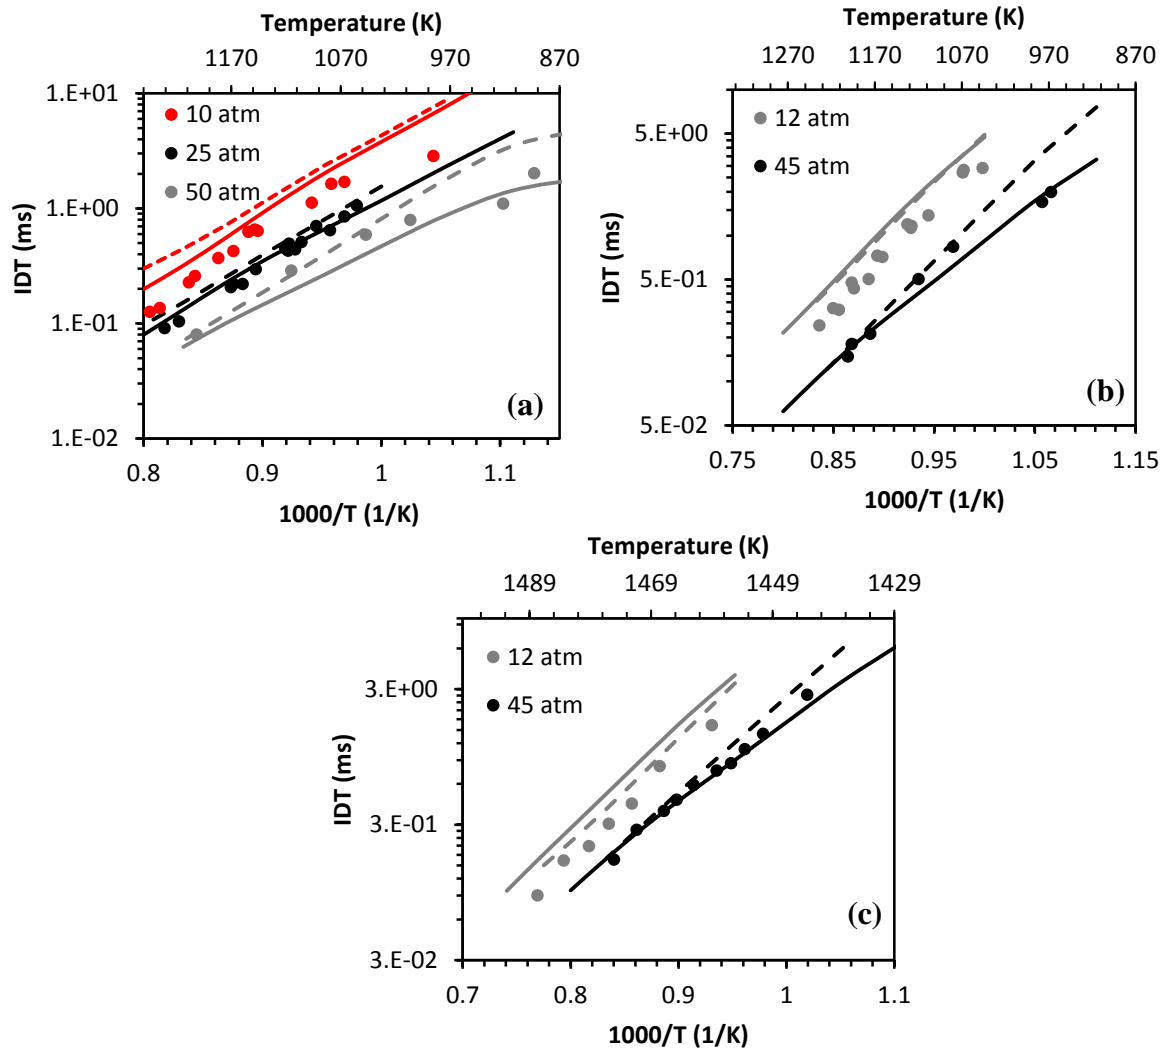 Temperature (K)
1170 1070 970 870
1.E+01
1.E+00
1.E-01
1.E-02
IDT (ms)
10 atm
25 atm
50 atm
(a)
0.8 0.9 1 1.1
1000/T (1/K)
Temperature (K)
1270 1170 1070 970 870
5.E+00
5.E-01
5.E-02
IDT (ms)
12 atm
45 atm
(b)
0.75 0.85 0.95 1.05 1.15
1000/T (1/K)
Temperature (K)
1489 1469 1449 1429
3.E+00
3.E-01
3.E-02
IDT (ms)
12 atm
45 atm
(c)
0.7 0.8 0.9 1 1.1
1000/T (1/K)